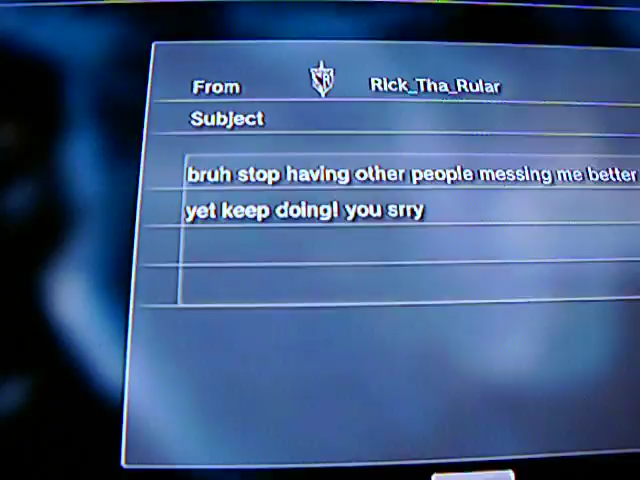 From Rick_Tha_Rular
Subject
bruh stop having other people messing me better
yet keep doing! you srry